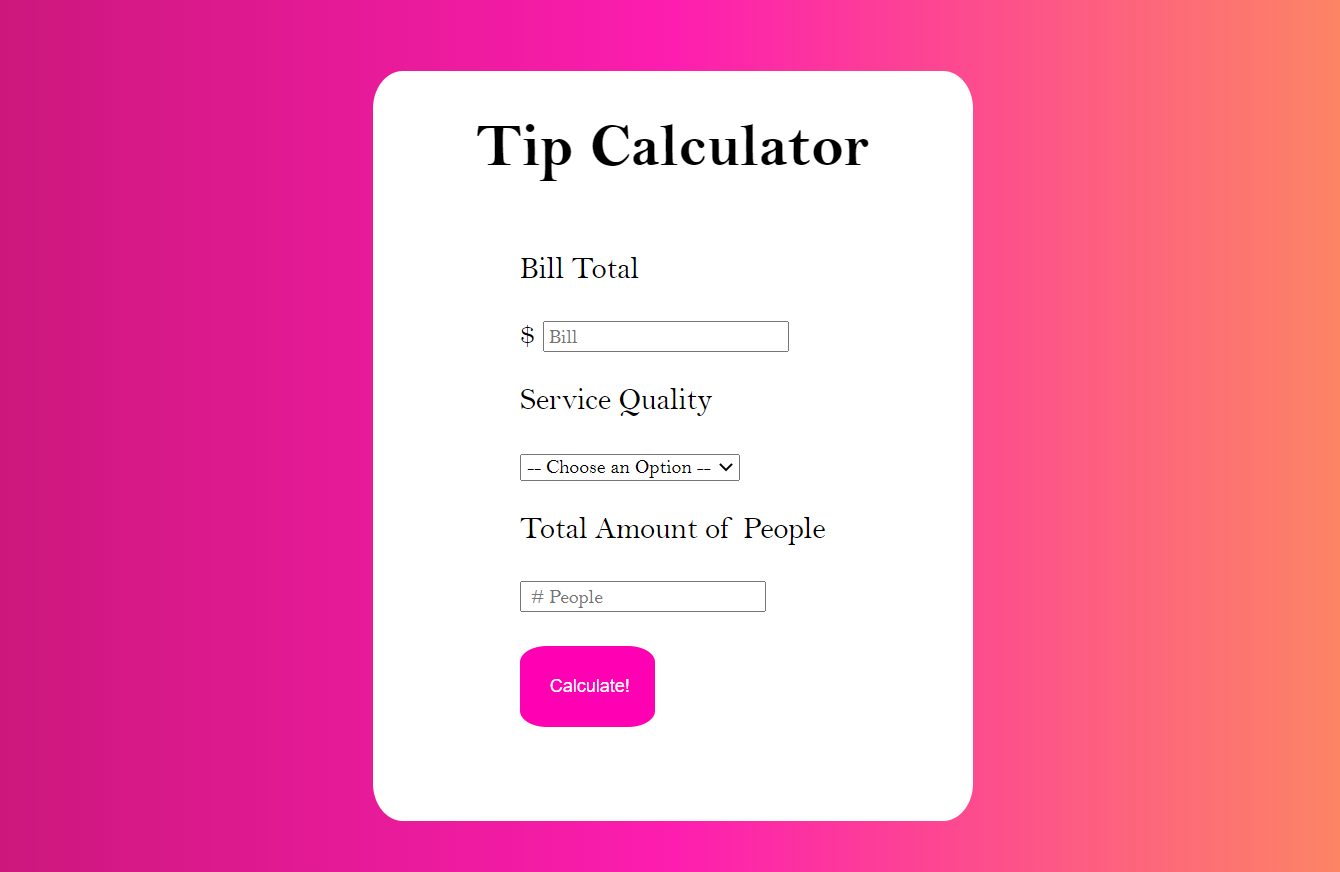 Tip Calculator
Bill Total
$ Bill
Service Quality
-- Choose an Option --
Total Amount of People
# People
Calculate!